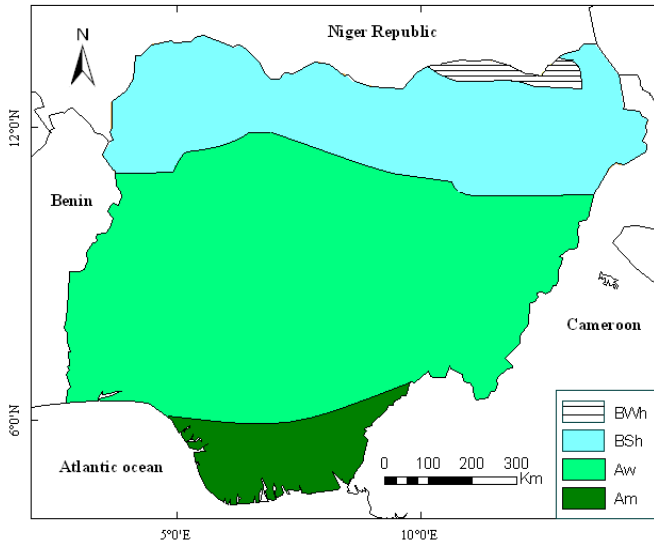 N
Niger Republic
12°0'N
Benin
Cameroon
6°0'N
Atlantic ocean
0 100 200 300
Km
BWh
BSh
Aw
Am
5°0'E
10°0'E